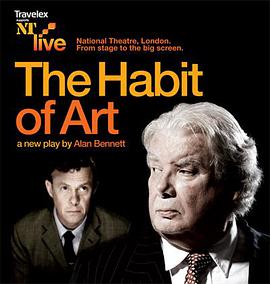 Travelex
supports
NT
live
National Theatre, London.
From stage to the big screen.
The Habit
of Art
a new play by Alan Bennett